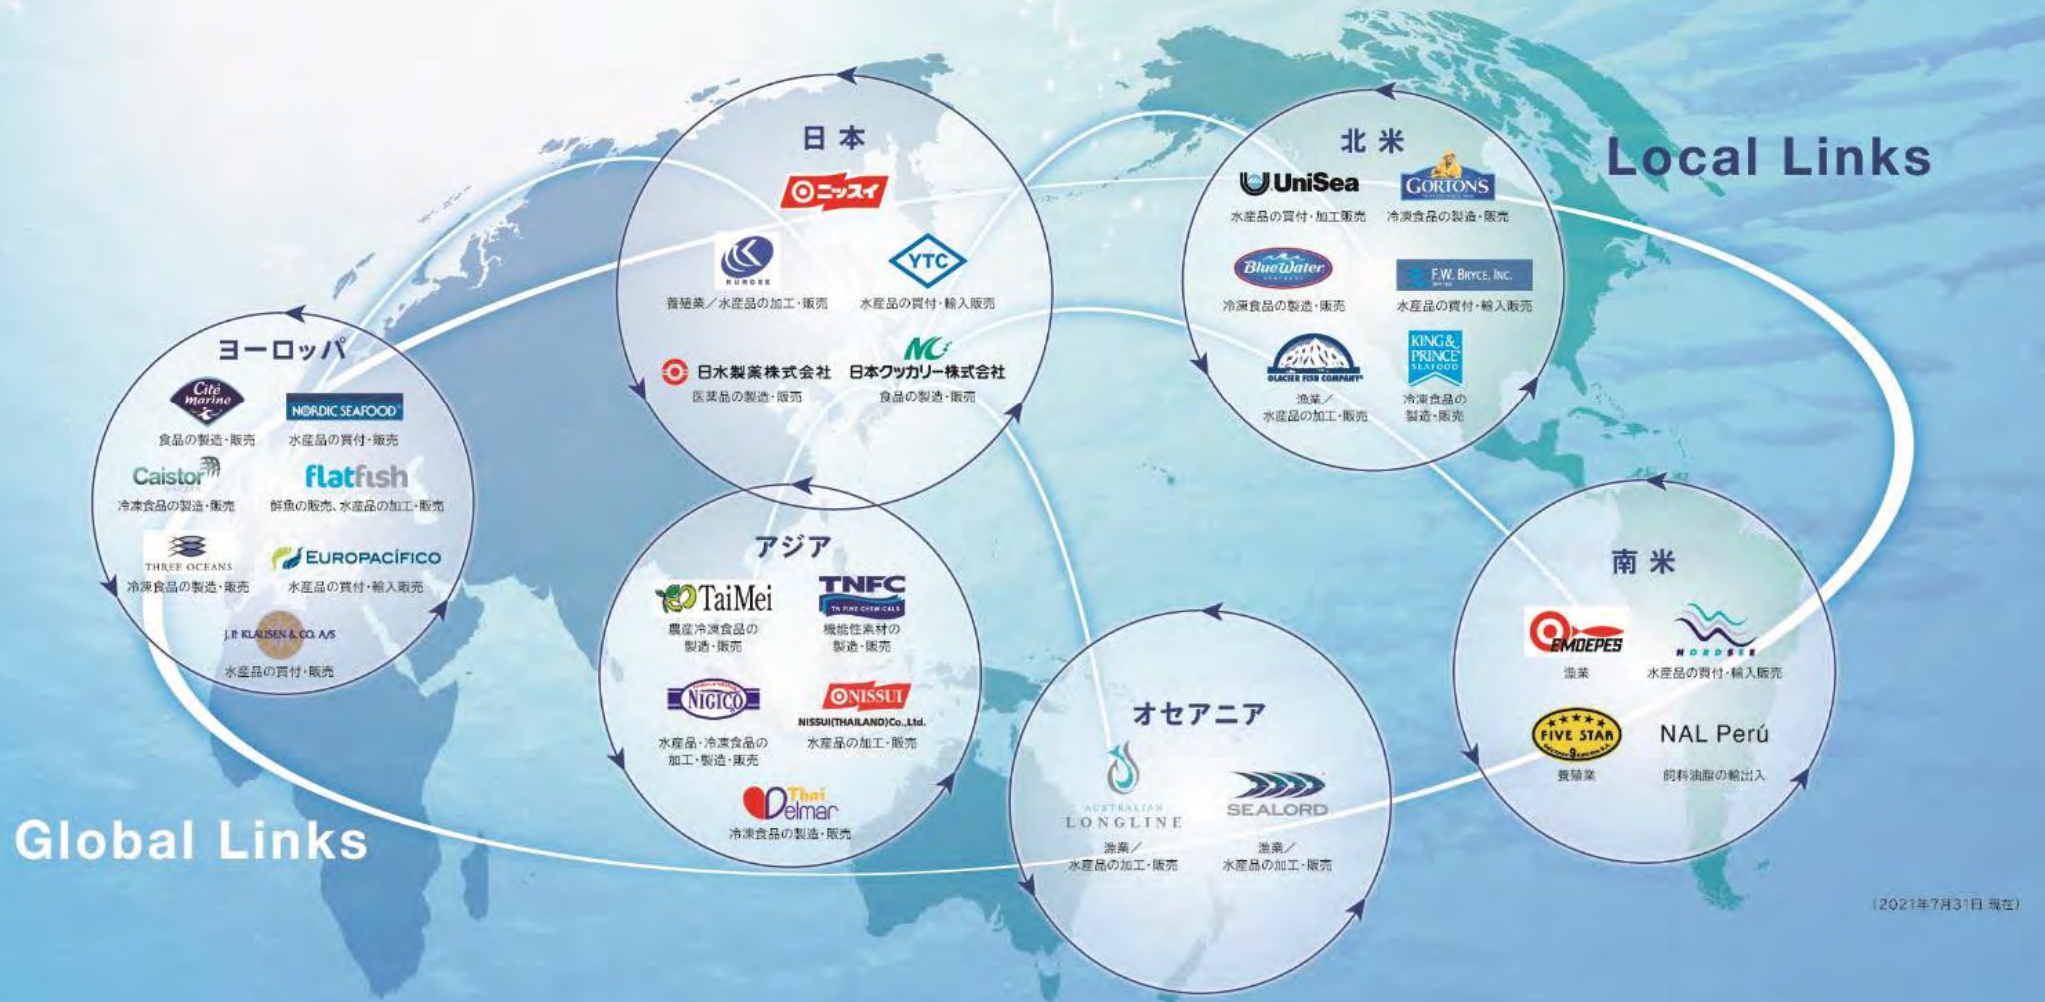 Local Links
Global Links
日本
ニッスイ
KUROSE
養殖業／水産品の加工・販売
YTC
水産品の買付・輸入販売
日水製薬株式会社
医薬品の製造・販売
日本クッカリー株式会社
食品の製造・販売
北米
UniSea
水産品の買付・加工販売
GORTON'S
冷凍食品の製造・販売
BlueWater
冷凍食品の製造・販売
F.W. BRYCE, INC.
水産品の買付・輸入販売
GLACIER FISH COMPANY
漁業／
水産品の加工・販売
KING &
PRINCE
SEAFOOD
冷凍食品の
製造・販売
ヨーロッパ
Cité
marine
食品の製造・販売
NORDIC SEAFOOD
水産品の買付・販売
Caistor
冷凍食品の製造・販売
flatfish
鮮魚の販売、水産品の加工・販売
THREE OCEANS
冷凍食品の製造・販売
EUROPACÍFICO
水産品の買付・輸入販売
J.P. KLAUSEN & CO. A/S
水産品の買付・販売
アジア
TaiMei
農産冷凍食品の
製造・販売
TNFC
TN FINE CHEMICALS
機能性素材の
製造・販売
NIGICO
水産品・冷凍食品の
加工・製造・販売
NISSUI
NISSUI(THAILAND)Co.,Ltd.
水産品の加工・販売
Thai
Delmar
冷凍食品の製造・販売
オセアニア
AUSTRALIAN
LONGLINE
漁業／
水産品の加工・販売
SEALORD
漁業／
水産品の加工・販売
南米
EMDEPES
漁業
NORDSEE
水産品の買付・輸入販売
FIVE STAR
養殖業
NAL Perú
飼料油脂の輸出入
（2021年7月31日 現在）